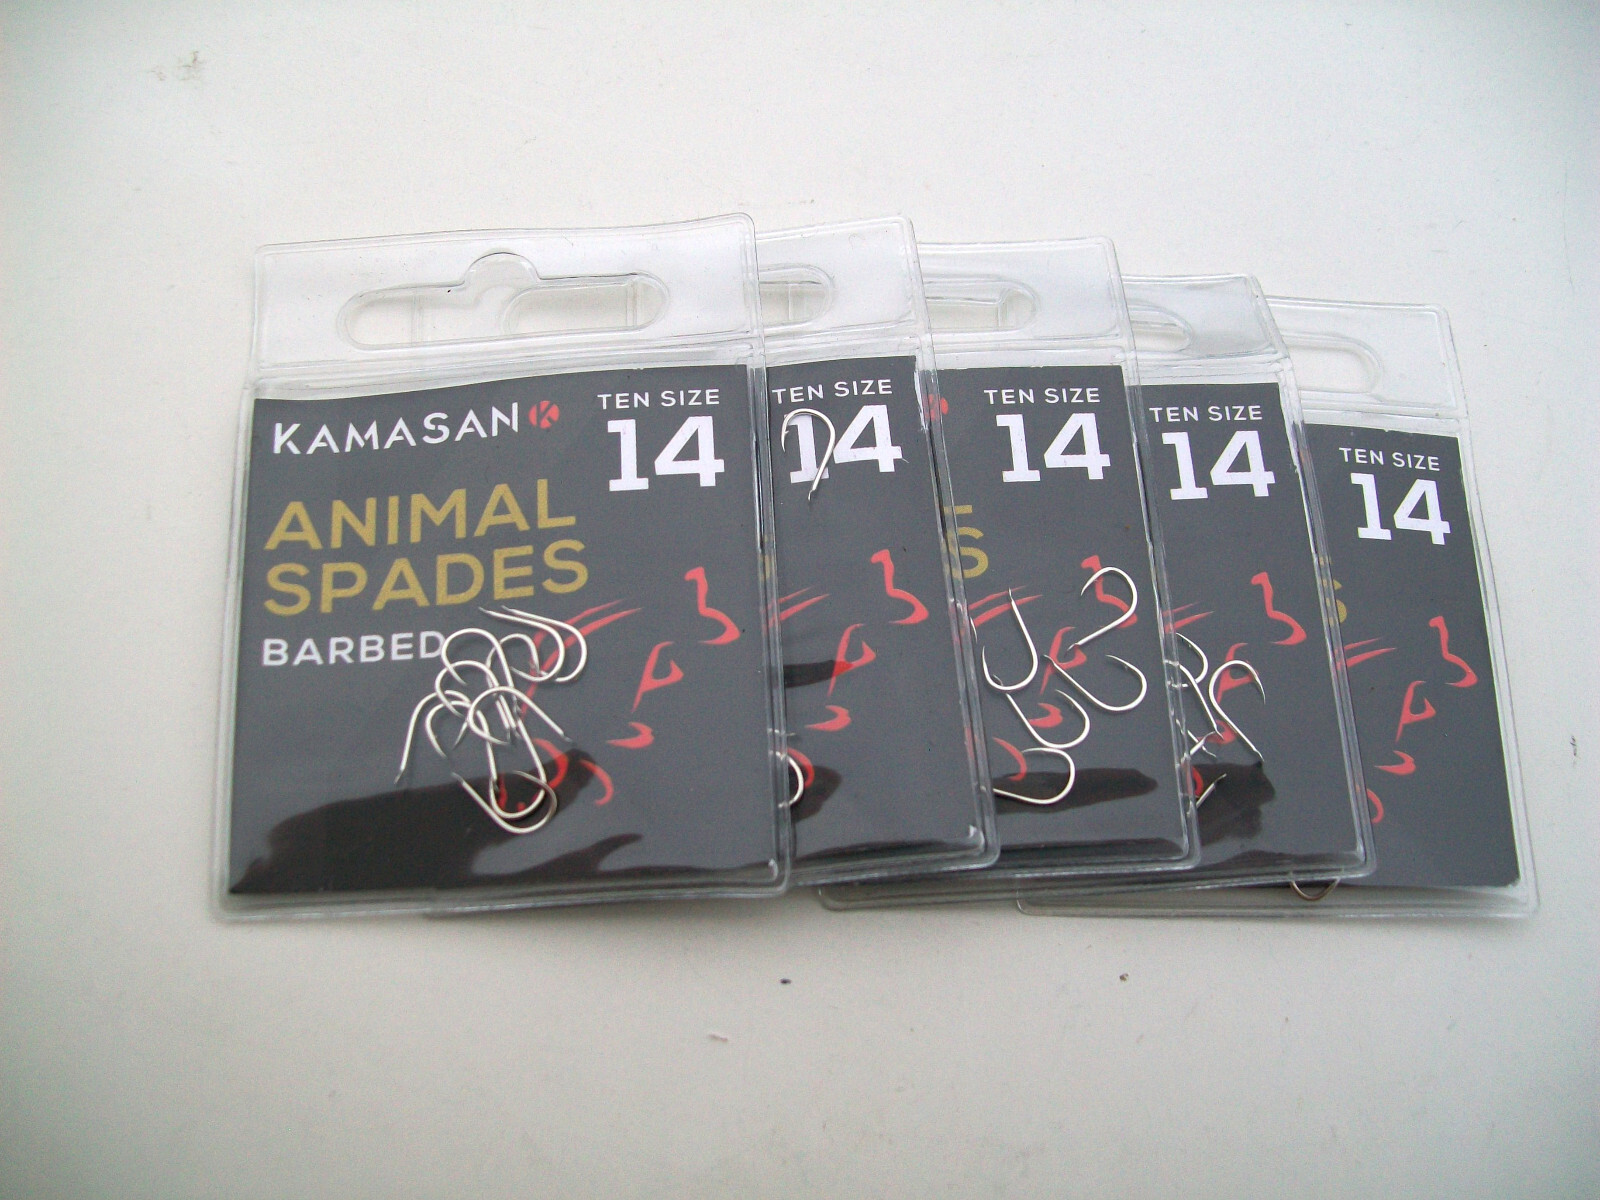 KAMASAN
TEN SIZE
14
ANIMAL
SPADES
BARBED
TEN SIZE
14
TEN SIZE
14
S
TEN SIZE
14
TEN SIZE
14
S